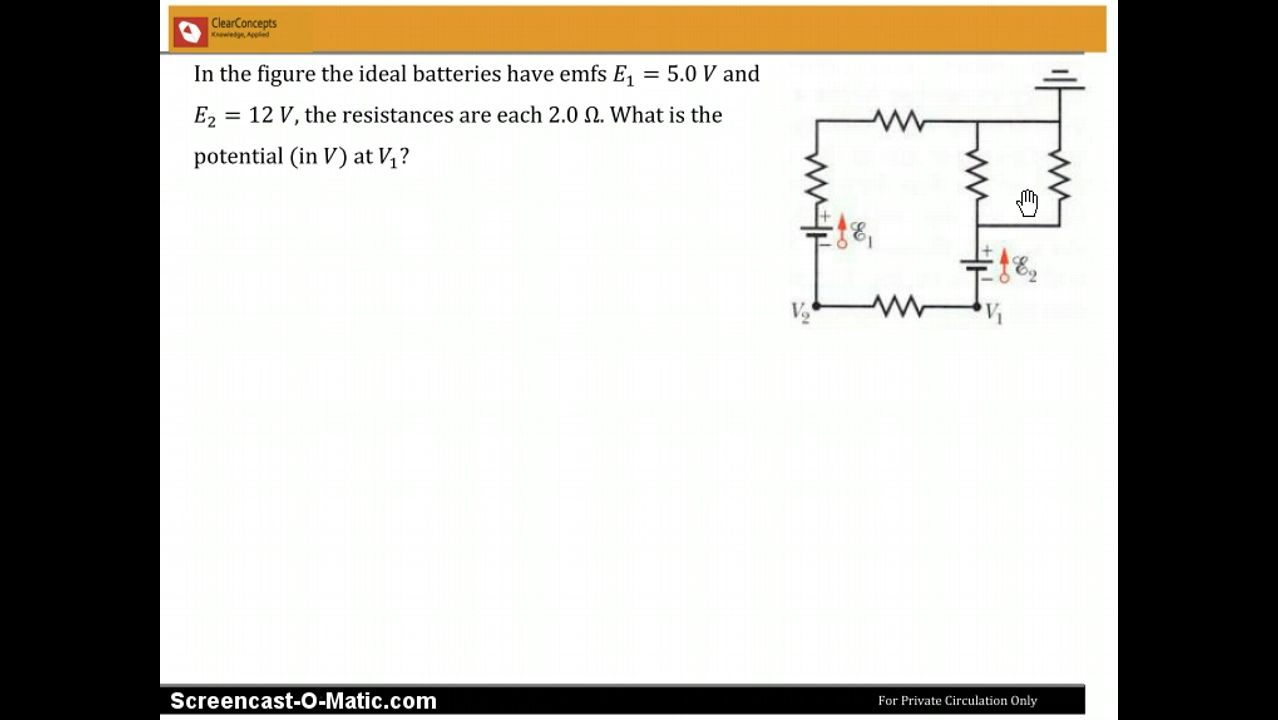 ClearConcepts
Knowledge, Applied
In the figure the ideal batteries have emfs E₁ = 5.0 V and
E₂ = 12 V, the resistances are each 2.0 Ω. What is the
potential (in V) at V₁?
+
ℰ₁
−
+
ℰ₂
−
V₂
V₁
Screencast-O-Matic.com
For Private Circulation Only